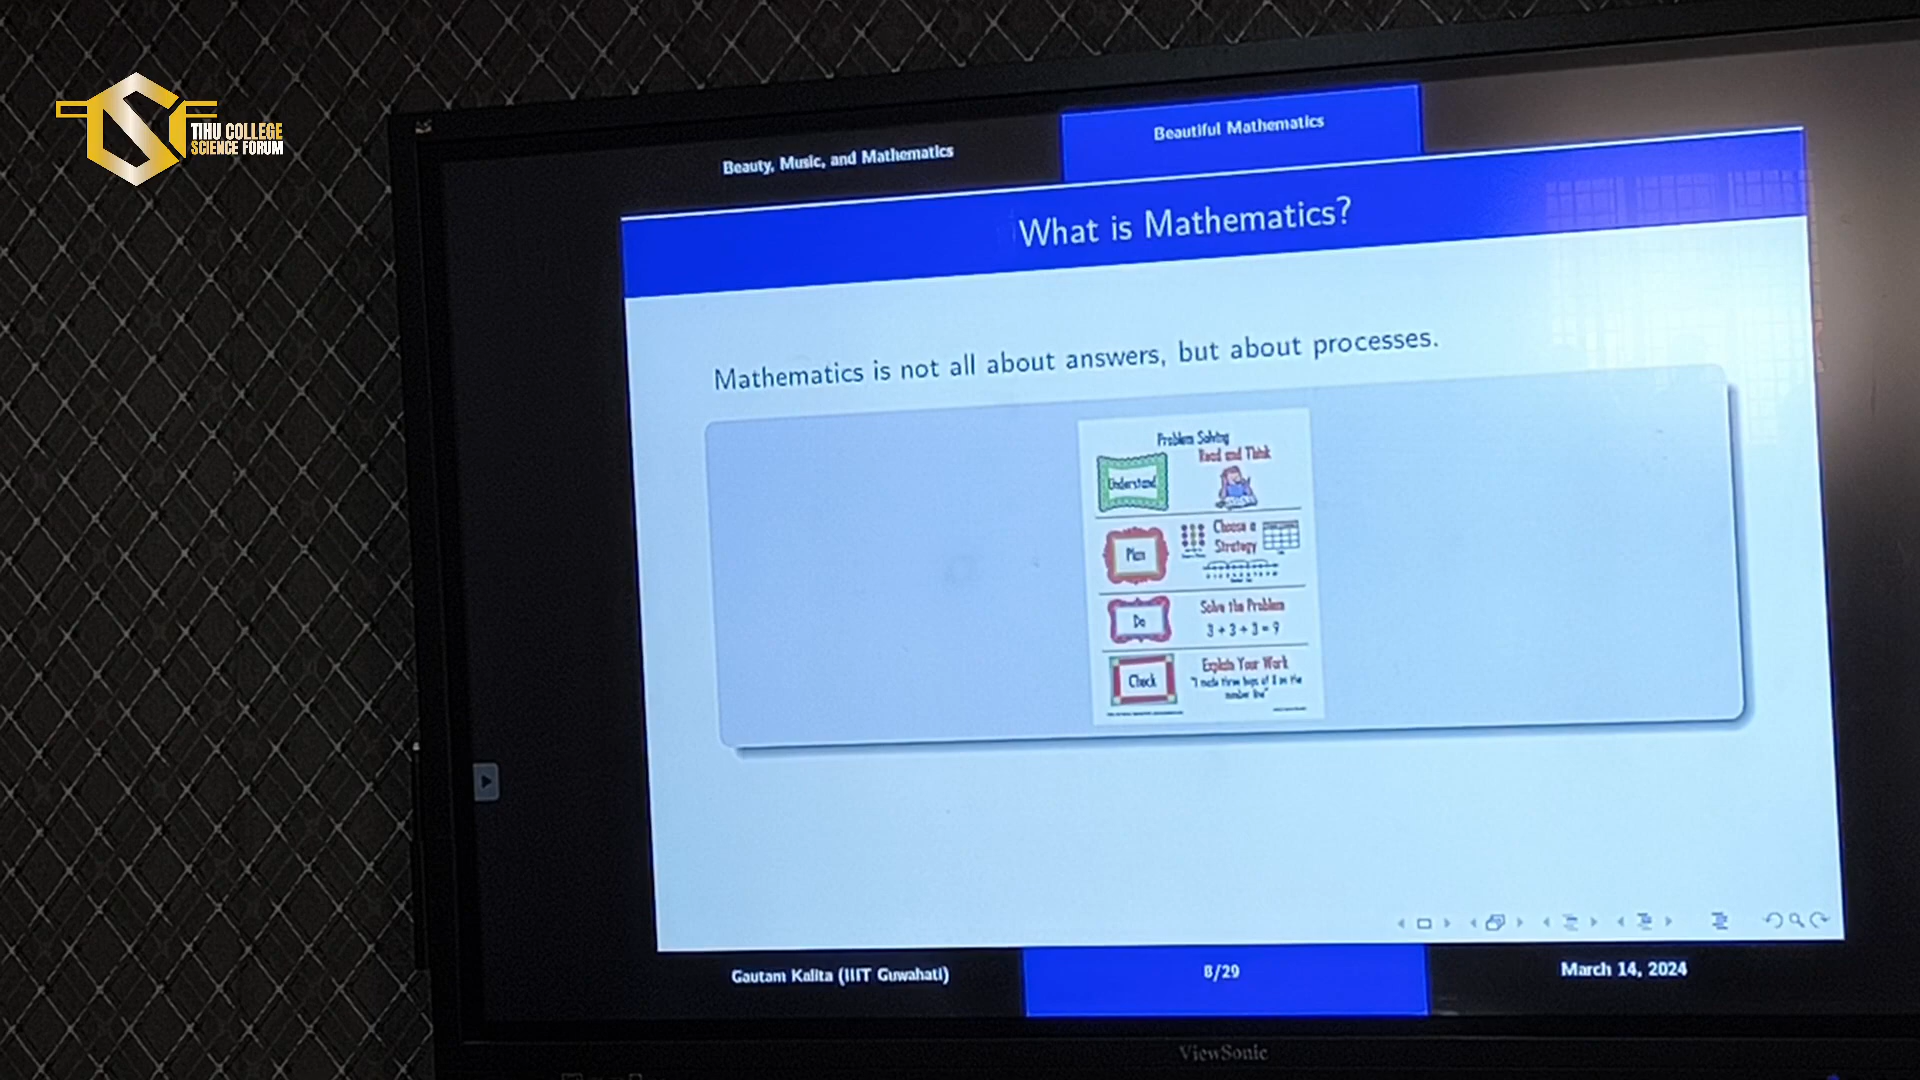 TIHU COLLEGE
SCIENCE FORUM
Beauty, Music, and Mathematics
Beautiful Mathematics
What is Mathematics?
Mathematics is not all about answers, but about processes.
Problem Solving
Understand
Read and Think
Plan
Choose a
Strategy
Do
Solve the Problem
3+3+3=9
Check
Explain Your Work
Gautam Kalita (IIIT Guwahati)
8/29
March 14, 2024
ViewSonic